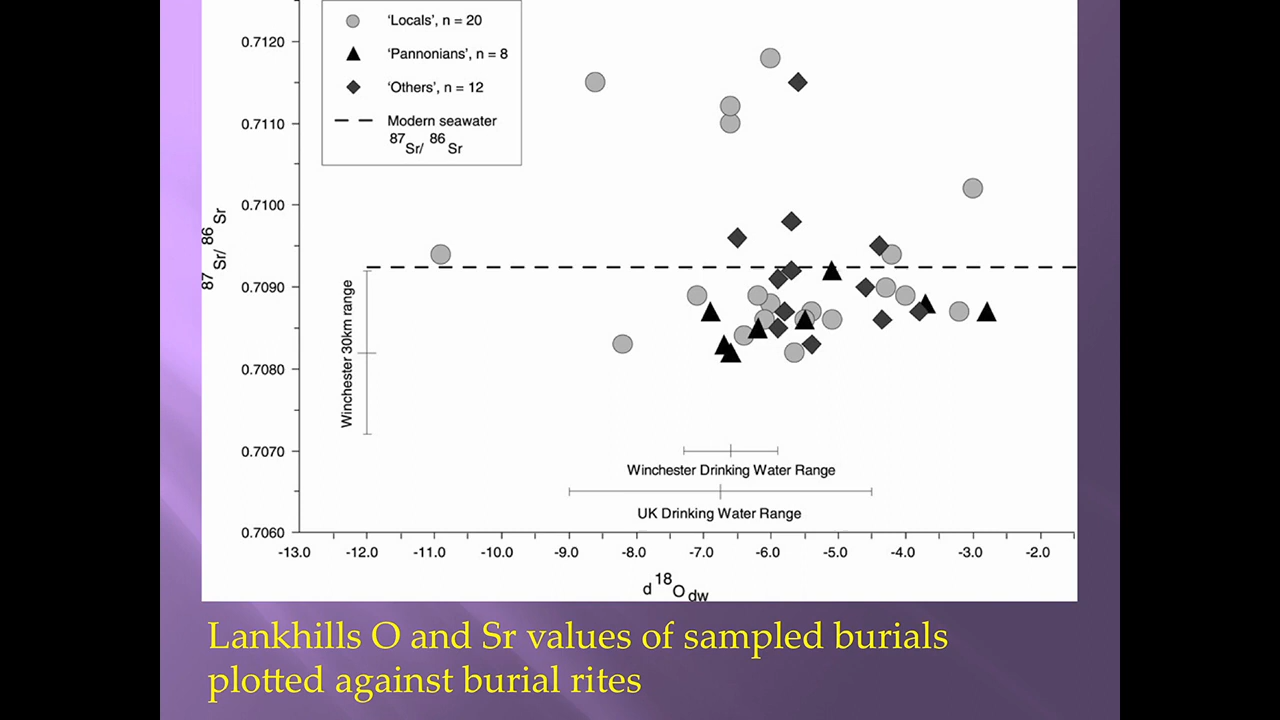 'Locals', n = 20
'Pannonians', n = 8
'Others', n = 12
Modern seawater
87Sr/ 86Sr
0.7120
0.7110
0.7100
0.7090
0.7080
0.7070
0.7060
87Sr/ 86Sr
Winchester 30km range
Winchester Drinking Water Range
UK Drinking Water Range
-13.0 -12.0 -11.0 -10.0 -9.0 -8.0 -7.0 -6.0 -5.0 -4.0 -3.0 -2.0
d 18O dw
Lankhills O and Sr values of sampled burials
plotted against burial rites